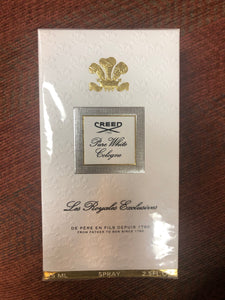 CREED
Pure White
Cologne
Les Royales Exclusives
DE PÈRE EN FILS DEPUIS 1760
FROM FATHER TO SON SINCE 1760
ML SPRAY 2.5 FL